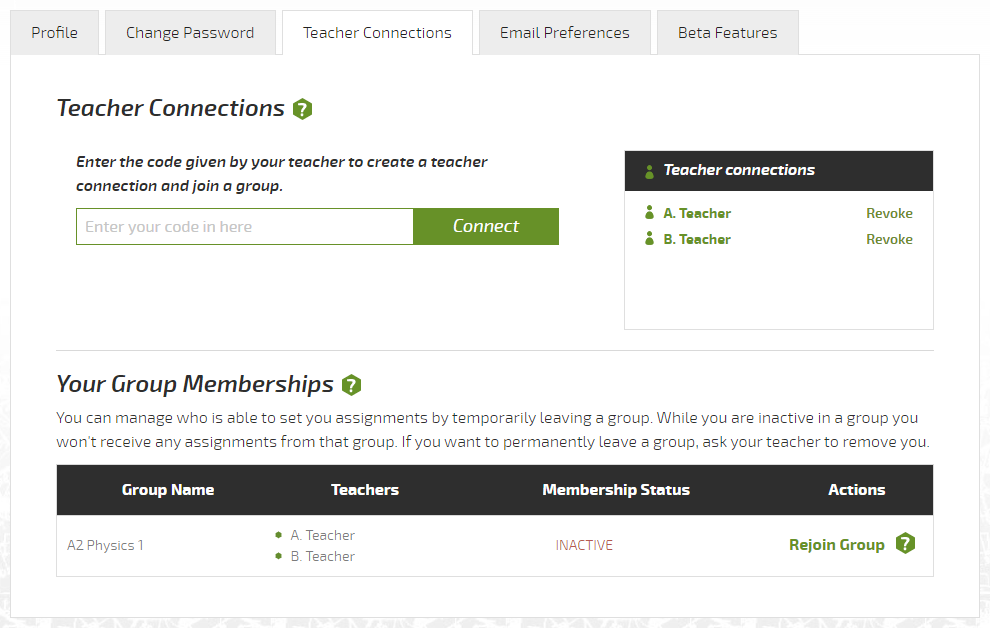 Profile
Change Password
Teacher Connections
Email Preferences
Beta Features
Teacher Connections ?
Enter the code given by your teacher to create a teacher
connection and join a group.
Enter your code in here
Connect
Teacher connections
A. Teacher Revoke
B. Teacher Revoke
Your Group Memberships ?
You can manage who is able to set you assignments by temporarily leaving a group. While you are inactive in a group you
won't receive any assignments from that group. If you want to permanently leave a group, ask your teacher to remove you.
Group Name Teachers Membership Status Actions
A2 Physics 1
A. Teacher
B. Teacher
INACTIVE
Rejoin Group ?